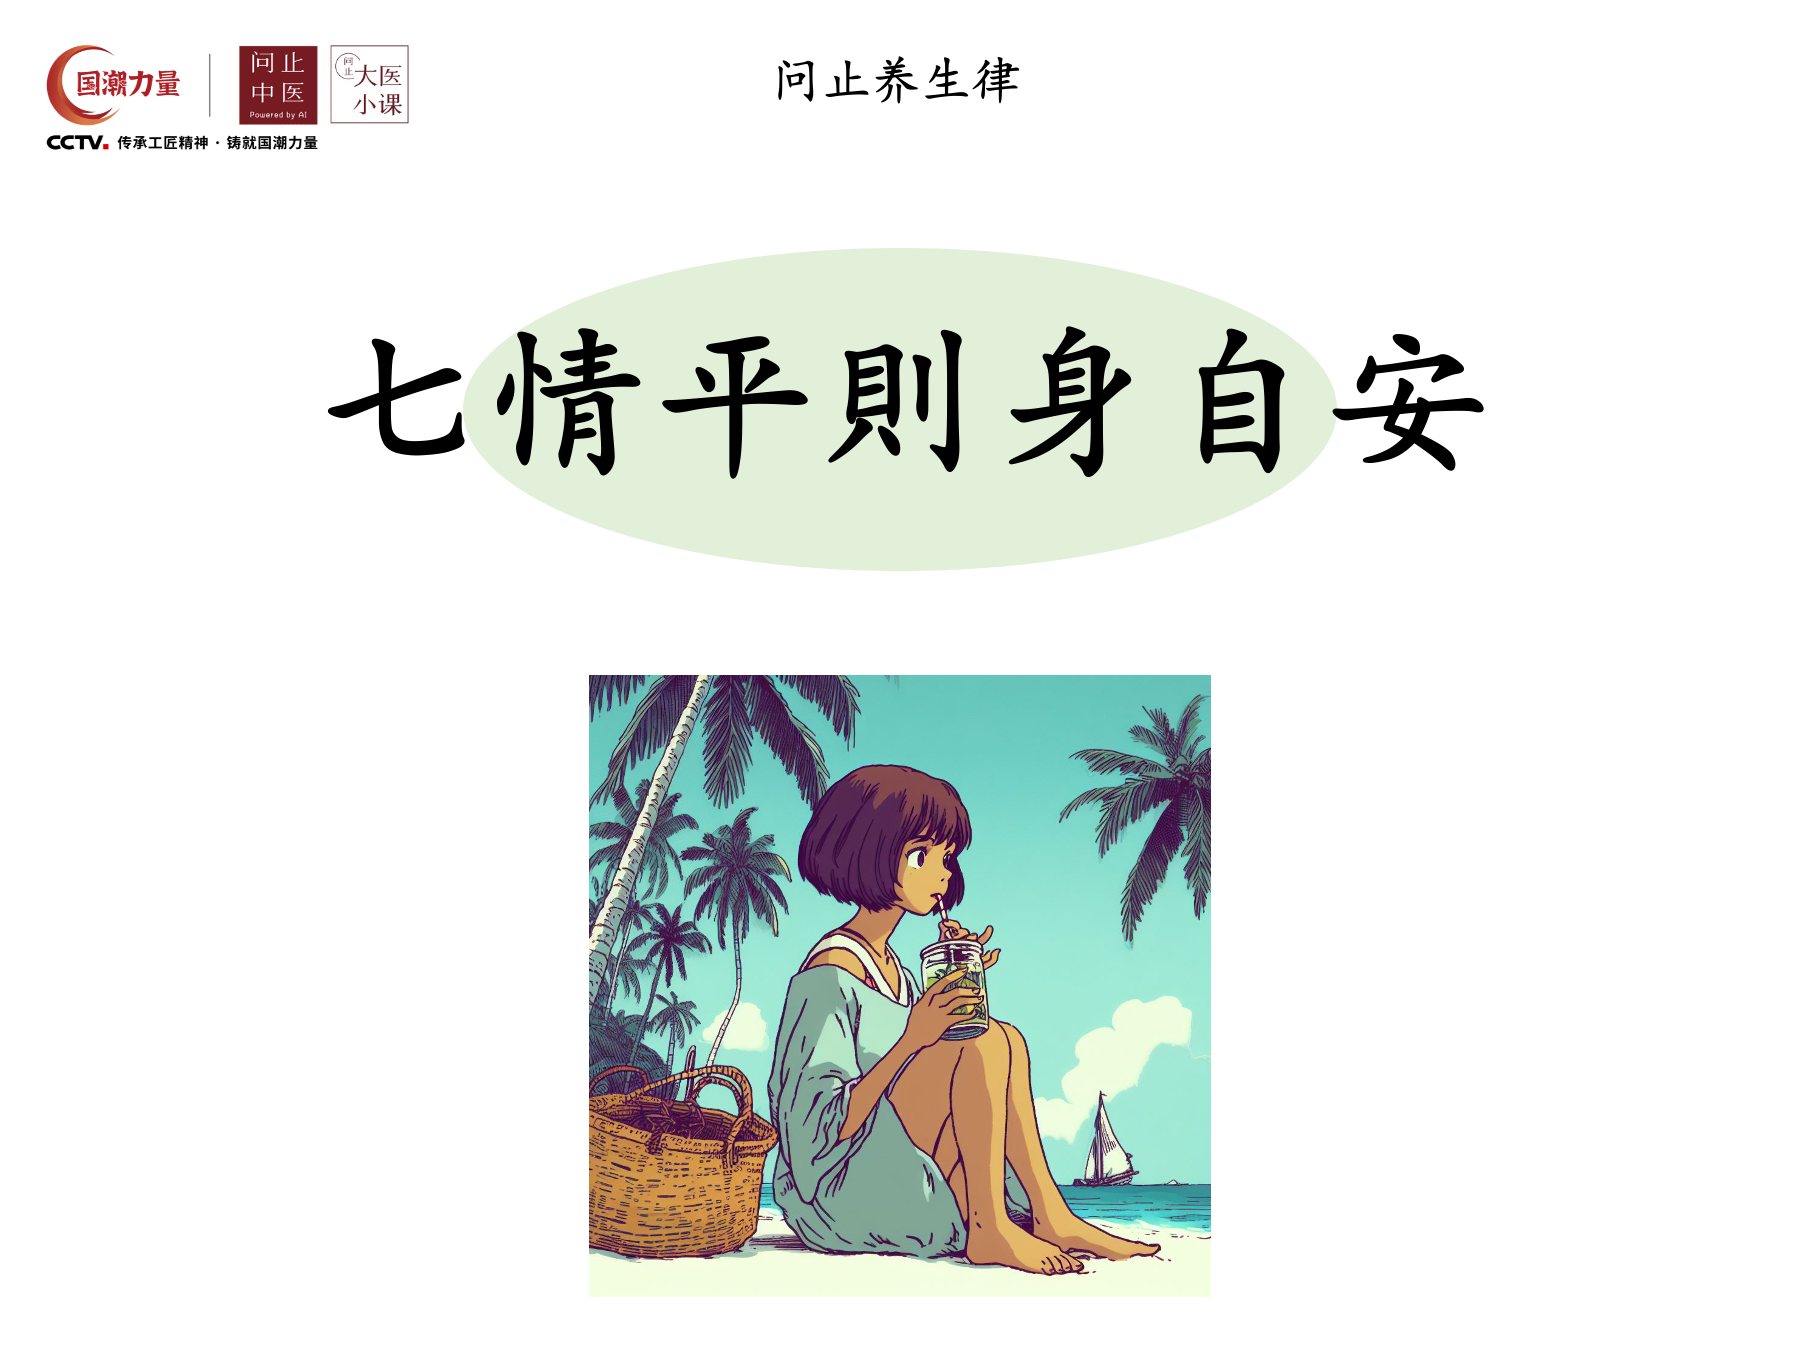 国潮力量
问止
中医
Powered by AI
问止
大医
小课
CCTV. 传承工匠精神·铸就国潮力量
问止养生律
七情平則身自安